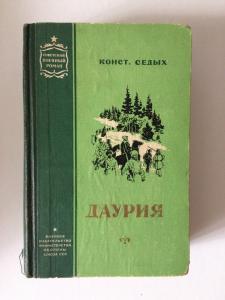 СОВЕТСКИЙ
ВОЕННЫЙ
РОМАН
КОНСТ. СЕДЫХ
ДАУРИЯ
ВОЕННОЕ
ИЗДАТЕЛЬСТВО
МИНИСТЕРСТВА
ОБОРОНЫ
СОЮЗА ССР